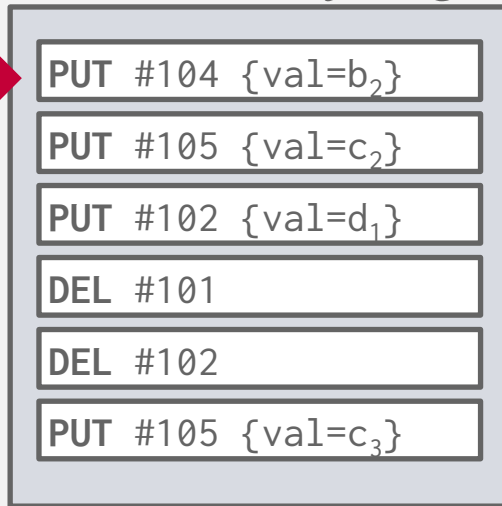 PUT #104 {val=b₂}
PUT #105 {val=c₂}
PUT #102 {val=d₁}
DEL #101
DEL #102
PUT #105 {val=c₃}